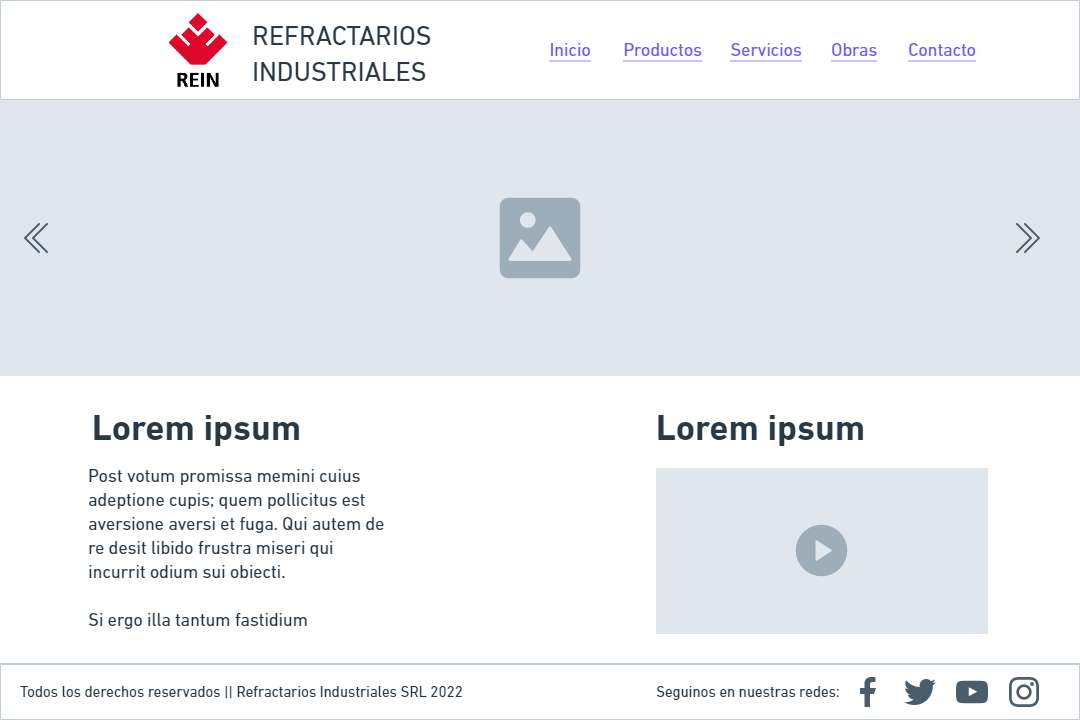 REIN
REFRACTARIOS
INDUSTRIALES
Inicio Productos Servicios Obras Contacto
Lorem ipsum
Post votum promissa memini cuius
adeptione cupis; quem pollicitus est
aversione aversi et fuga. Qui autem de
re desit libido frustra miseri qui
incurrit odium sui obiecti.
Si ergo illa tantum fastidium
Lorem ipsum
Todos los derechos reservados || Refractarios Industriales SRL 2022
Seguinos en nuestras redes: